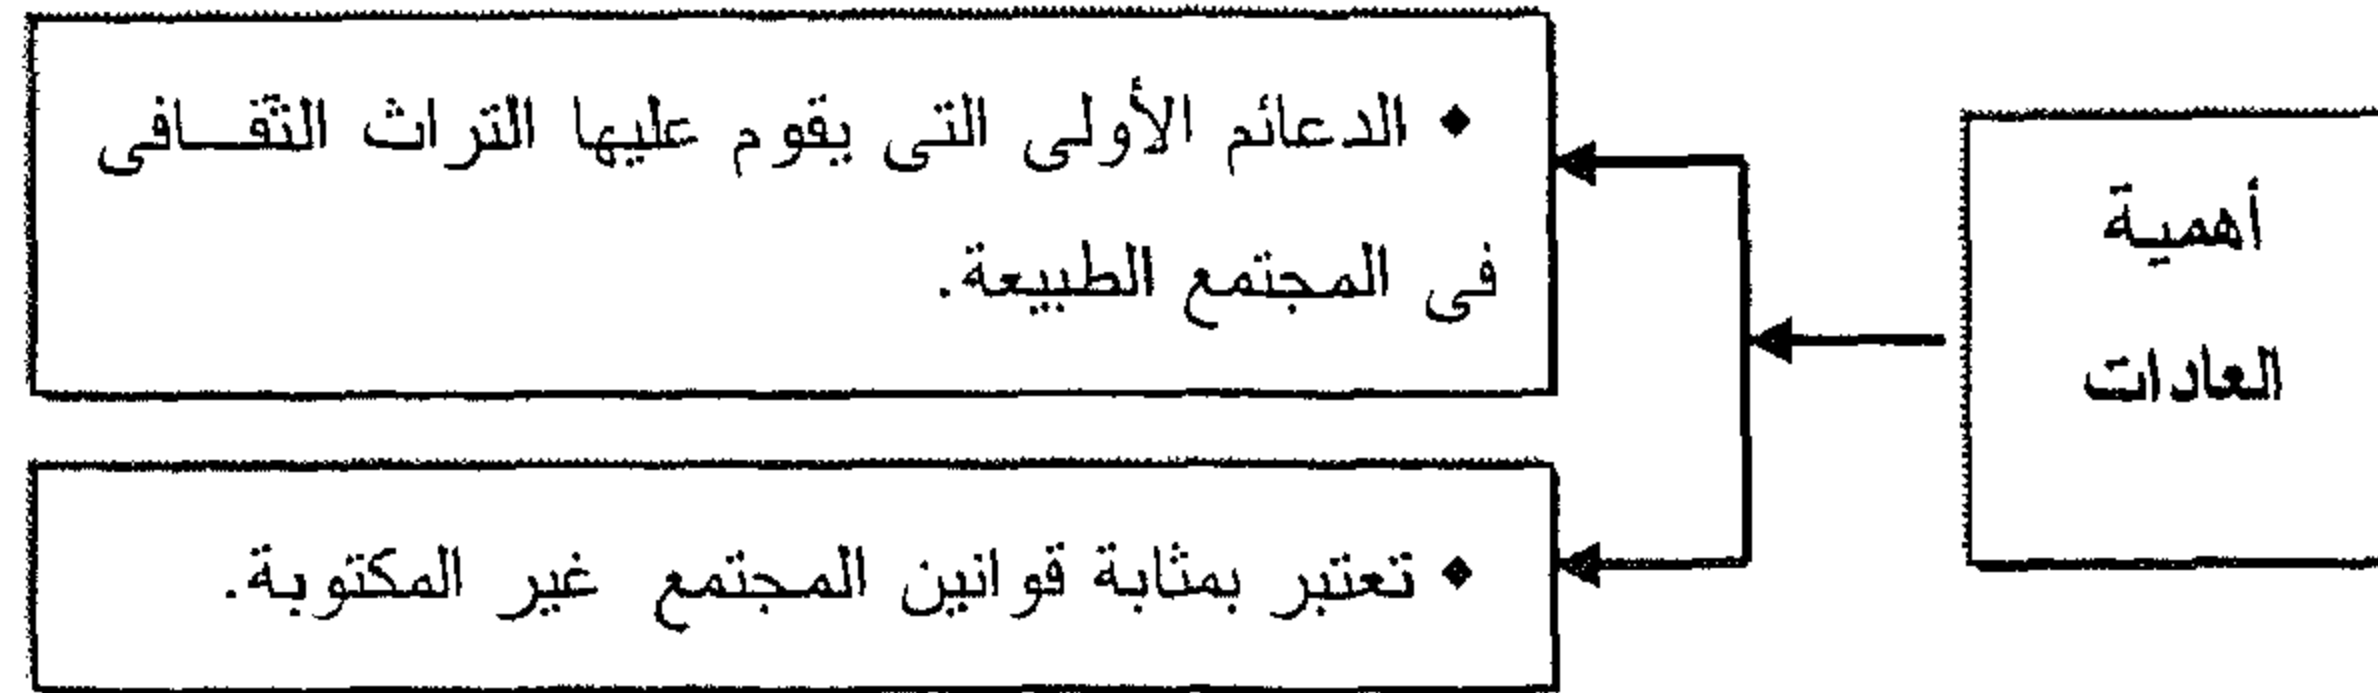 أهمية
العادات
♦ الدعائم الأولى التى يقوم عليها التراث الثقافى
فى المجتمع الطبيعة.
♦ تعتبر بمثابة قوانين المجتمع غير المكتوبة.